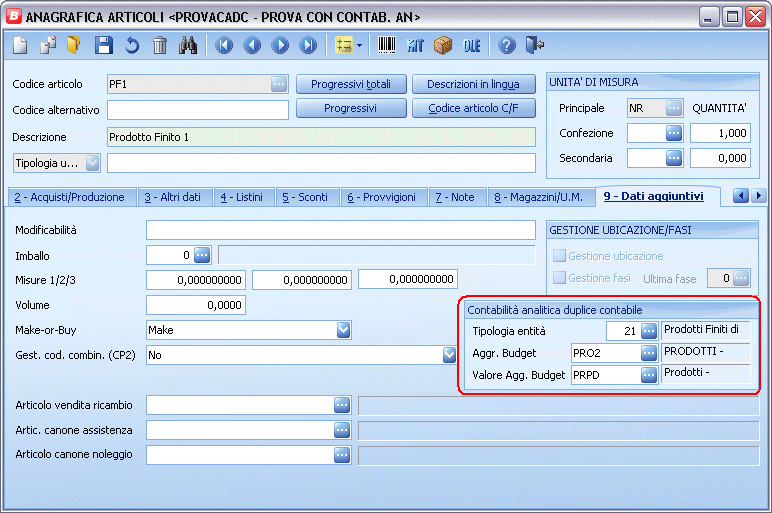 B ANAGRAFICA ARTICOLI <PROVACADC - PROVA CON CONTAB. AN>
KIT DLE ?
Codice articolo PF1 ... Progressivi totali Descrizioni in lingua
Codice alternativo Progressivi Codice articolo C/F
Descrizione Prodotto Finito 1
Tipologia u...
UNITA' DI MISURA
Principale NR ... QUANTITA'
Confezione ... 1,000
Secondaria ... 0,000
2 - Acquisti/Produzione 3 - Altri dati 4 - Listini 5 - Sconti 6 - Provvigioni 7 - Note 8 - Magazzini/U.M. 9 - Dati aggiuntivi
Modificabilità
Imballo 0 ...
Misure 1/2/3 0,000000000 0,000000000 0,000000000
Volume 0,0000
Make-or-Buy Make
Gest. cod. combin. (CP2) No
GESTIONE UBICAZIONE/FASI
Gestione ubicazione
Gestione fasi Ultima fase 0 ...
Contabilità analitica duplice contabile
Tipologia entità 21 ... Prodotti Finiti di
Aggr. Budget PRO2 ... PRODOTTI -
Valore Agg. Budget PRPD ... Prodotti -
Articolo vendita ricambio ...
Artic. canone assistenza ...
Articolo canone noleggio ...